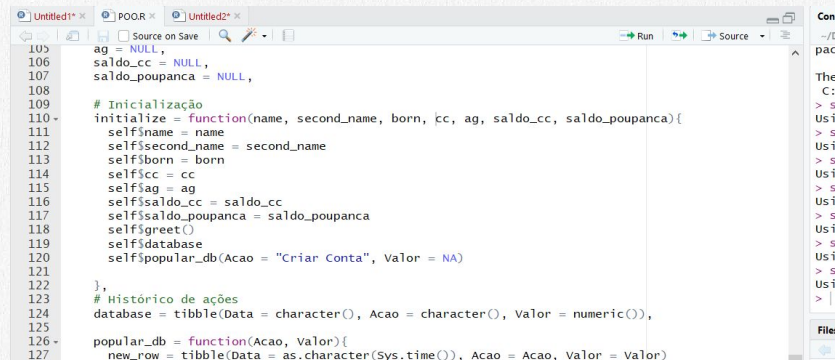 Untitled1* POO.R Untitled2*
Source on Save Run Source
105 ag = NULL,
106 saldo_cc = NULL,
107 saldo_poupanca = NULL,
108
109 # Inicialização
110 initialize = function(name, second_name, born, cc, ag, saldo_cc, saldo_poupanca){
111 self$name = name
112 self$second_name = second_name
113 self$born = born
114 self$cc = cc
115 self$ag = ag
116 self$saldo_cc = saldo_cc
117 self$saldo_poupanca = saldo_poupanca
118 self$greet()
119 self$database
120 self$popular_db(Acao = "Criar Conta", Valor = NA)
121
122 },
123 # Histórico de ações
124 database = tibble(Data = character(), Acao = character(), Valor = numeric()),
125
126 popular_db = function(Acao, Valor){
127 new_row = tibble(Data = as.character(Sys.time()), Acao = Acao, Valor = Valor)
Con
~/D
pac
The
C:
> s
Usi
> s
Usi
> s
Usi
> s
Usi
> s
Usi
> s
Usi
> s
Usi
>
Files